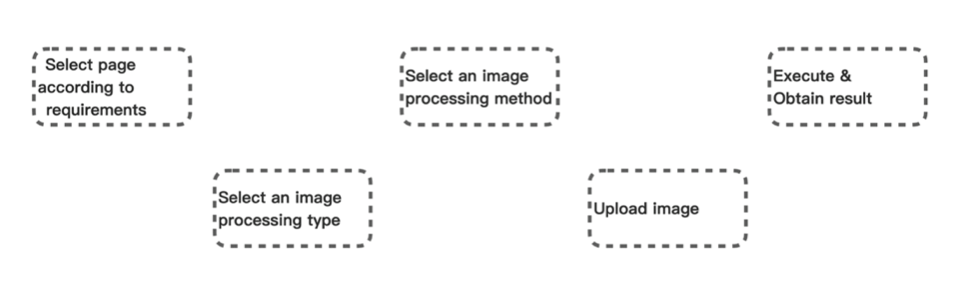 Select page
according to
requirements
Select an image
processing type
Select an image
processing method
Upload image
Execute &
Obtain result